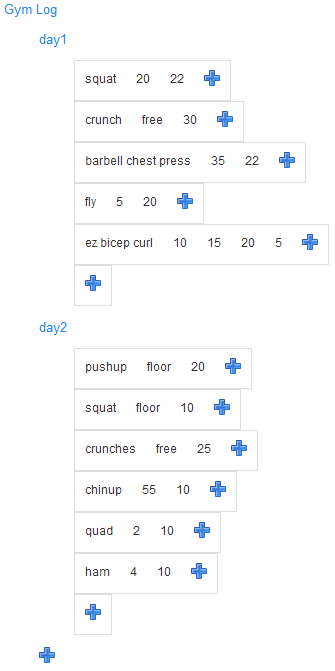 Gym Log
day1
squat 20 22
crunch free 30
barbell chest press 35 22
fly 5 20
ez bicep curl 10 15 20 5
day2
pushup floor 20
squat floor 10
crunches free 25
chinup 55 10
quad 2 10
ham 4 10